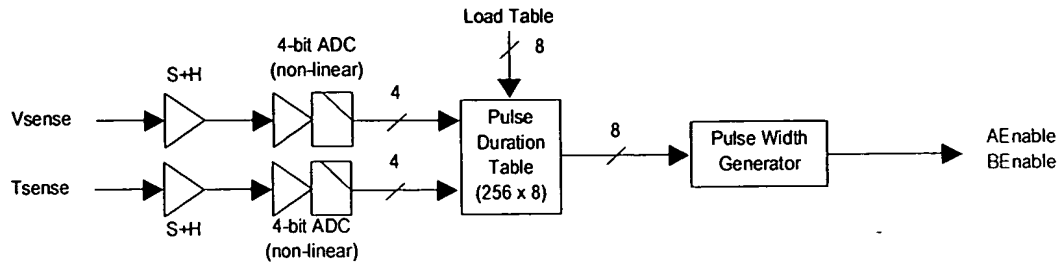 Load Table
8
4-bit ADC
(non-linear)
S+H
4
Vsense
Pulse
Duration
Table
(256 x 8)
8
Pulse Width
Generator
AEnable
BEnable
4
Tsense
S+H
4-bit ADC
(non-linear)